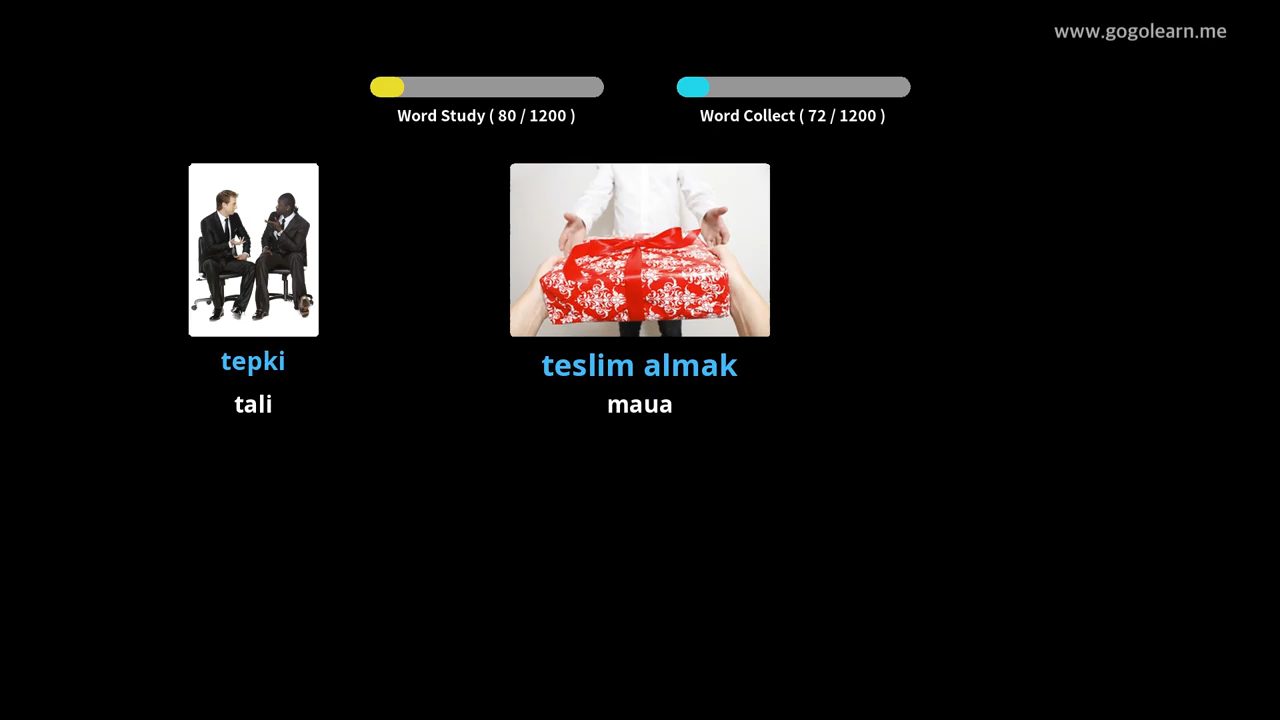 www.gogolearn.me
Word Study ( 80 / 1200 )
Word Collect ( 72 / 1200 )
tepki
tali
teslim almak
maua